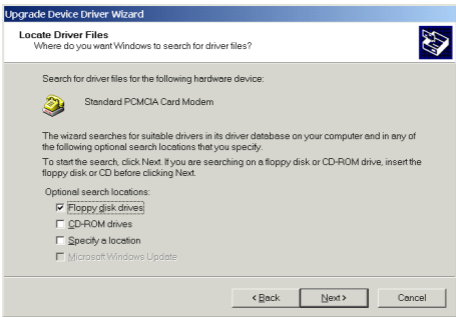 Upgrade Device Driver Wizard
Locate Driver Files
Where do you want Windows to search for driver files?
Search for driver files for the following hardware device:
Standard PCMCIA Card Modem
The wizard searches for suitable drivers in its driver database on your computer and in any of
the following optional search locations that you specify.
To start the search, click Next. If you are searching on a floppy disk or CD-ROM drive, insert the
floppy disk or CD before clicking Next.
Optional search locations:
Floppy disk drives
CD-ROM drives
Specify a location
Microsoft Windows Update
< Back Next > Cancel